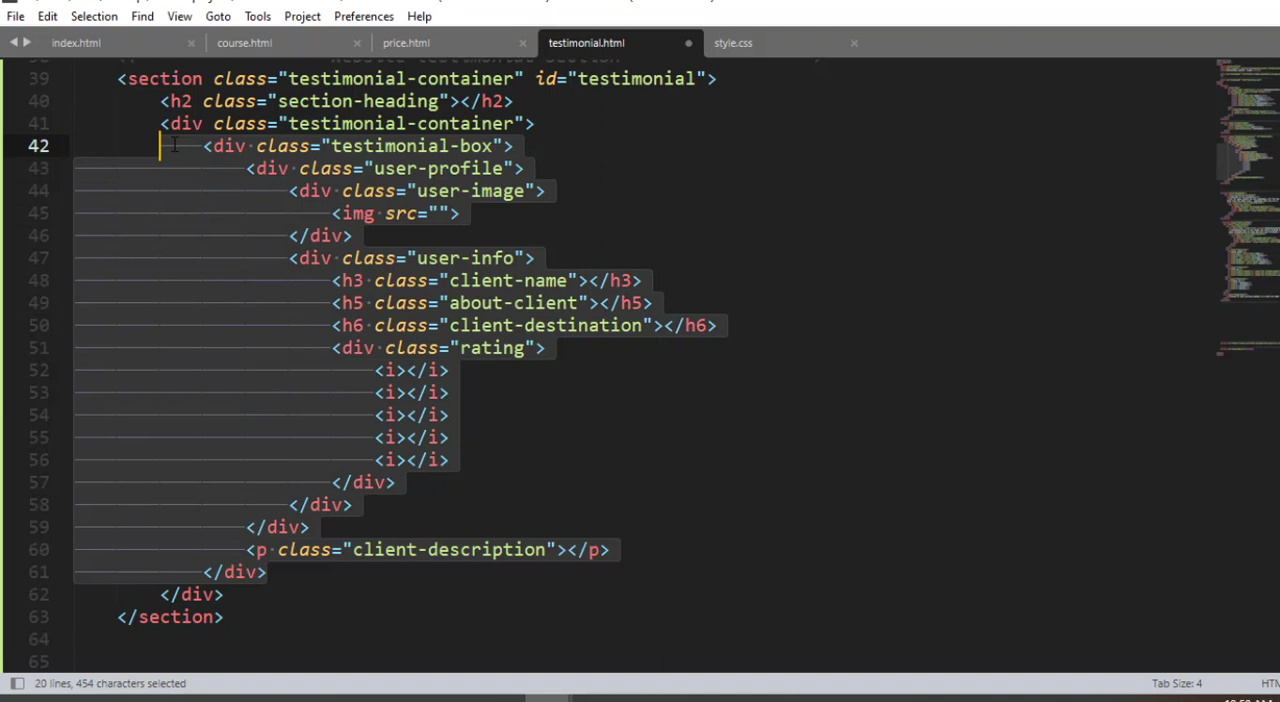 File Edit Selection Find View Goto Tools Project Preferences Help
index.html × course.html × price.html × testimonial.html style.css ×
39 <section class="testimonial-container" id="testimonial">
40 <h2 class="section-heading"></h2>
41 <div class="testimonial-container">
42 <div class="testimonial-box">
43 <div class="user-profile">
44 <div class="user-image">
45 <img src="">
46 </div>
47 <div class="user-info">
48 <h3 class="client-name"></h3>
49 <h5 class="about-client"></h5>
50 <h6 class="client-destination"></h6>
51 <div class="rating">
52 <i></i>
53 <i></i>
54 <i></i>
55 <i></i>
56 <i></i>
57 </div>
58 </div>
59 </div>
60 <p class="client-description"></p>
61 </div>
62 </div>
63 </section>
64
65
20 lines, 454 characters selected Tab Size: 4